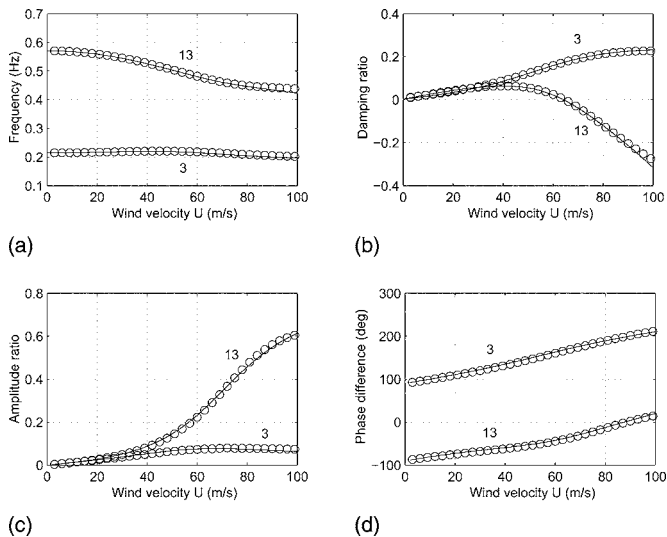 0.7
0.6
0.5
0.4
0.3
0.2
0.1
Frequency (Hz)
13
3
0 20 40 60 80 100
Wind velocity U (m/s)
(a)
0.4
0.2
0
−0.2
−0.4
Damping ratio
3
13
0 20 40 60 80 100
Wind velocity U (m/s)
(b)
0.8
0.6
0.4
0.2
0
Amplitude ratio
13
3
0 20 40 60 80 100
Wind velocity U (m/s)
(c)
300
200
100
0
−100
Phase difference (deg)
3
13
0 20 40 60 80 100
Wind velocity U (m/s)
(d)